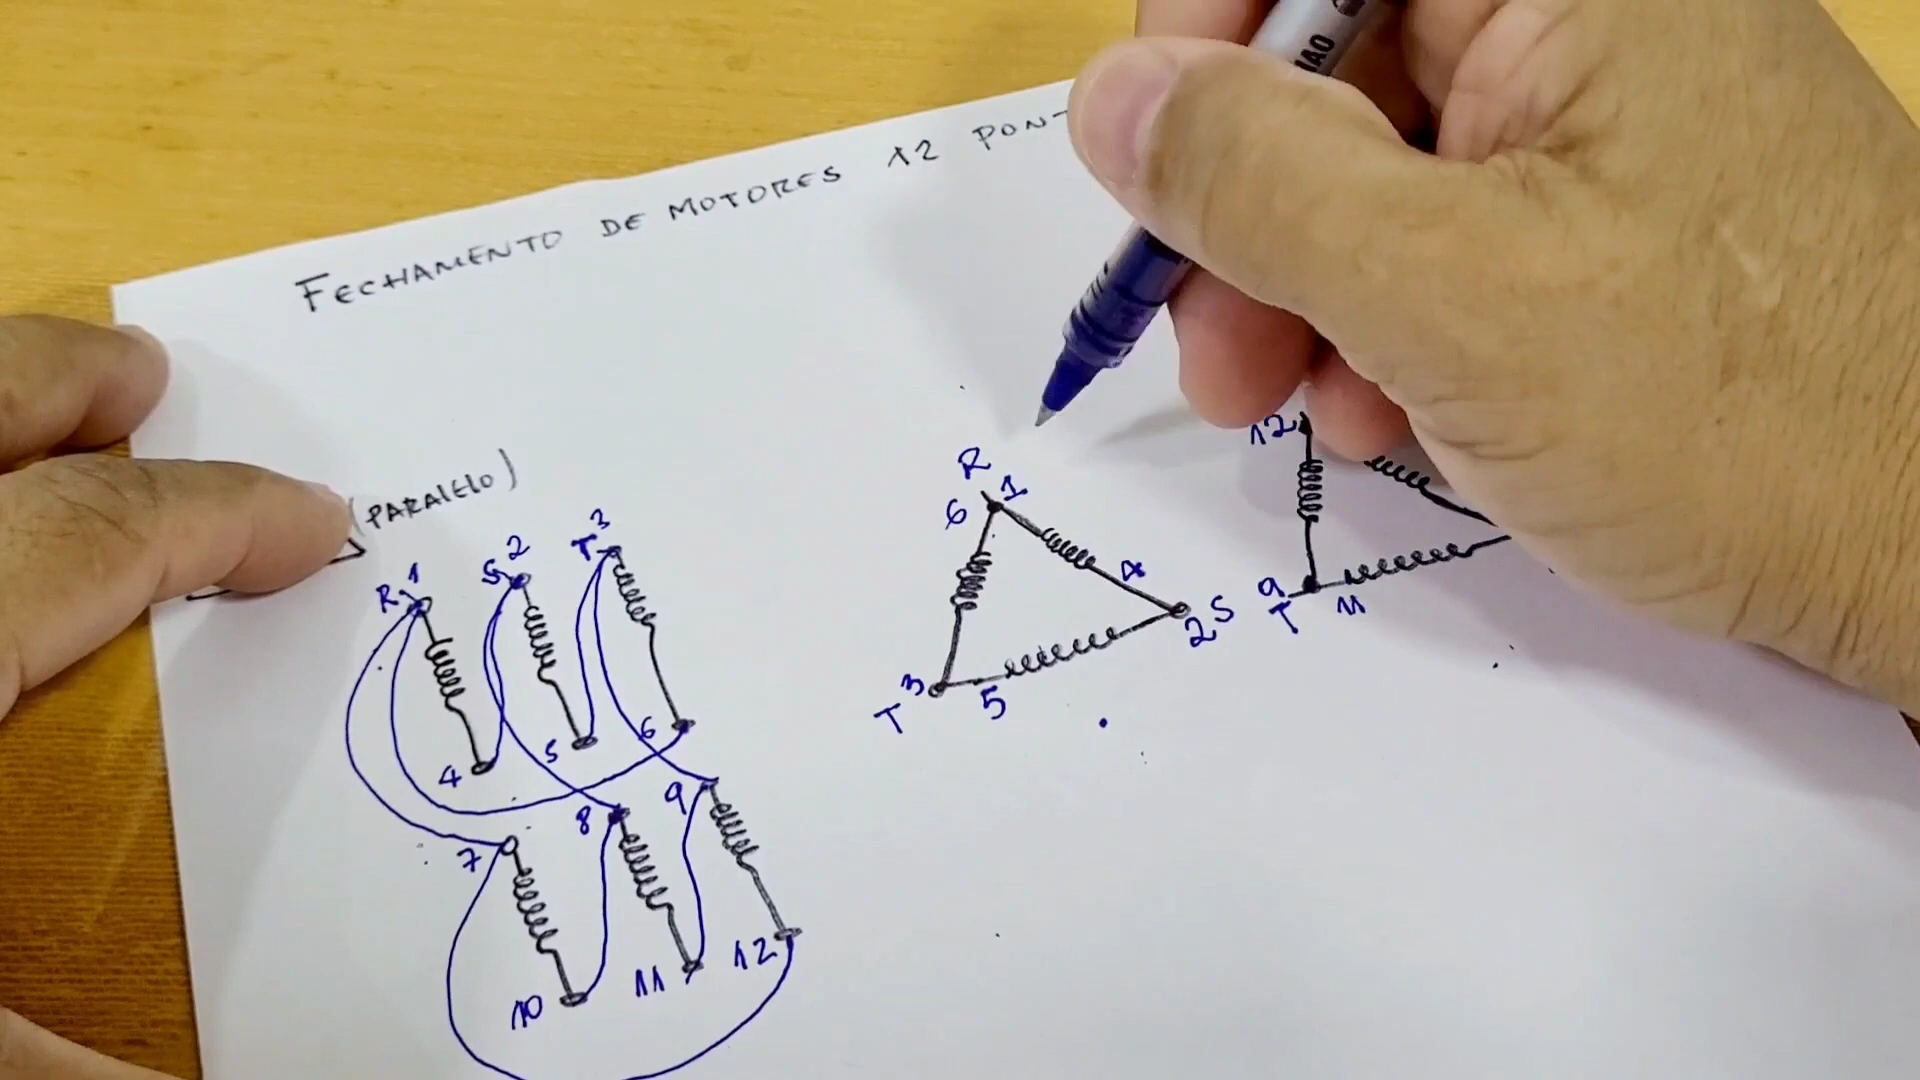 FECHAMENTO DE MOTORES 12 PONT
(PARALELO)
R 1 S 2 T 3
4 5 6
7 8 9
10 11 12
R
6 1
4
T 3 5 2 S
12
9 T 11